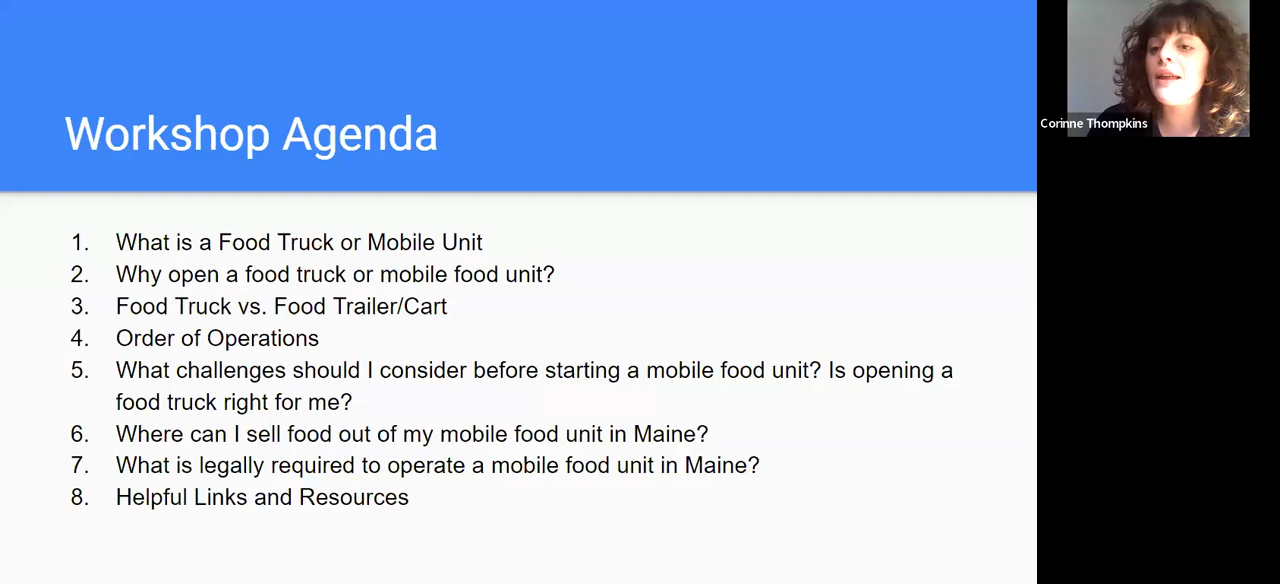 Workshop Agenda
1. What is a Food Truck or Mobile Unit
2. Why open a food truck or mobile food unit?
3. Food Truck vs. Food Trailer/Cart
4. Order of Operations
5. What challenges should I consider before starting a mobile food unit? Is opening a
food truck right for me?
6. Where can I sell food out of my mobile food unit in Maine?
7. What is legally required to operate a mobile food unit in Maine?
8. Helpful Links and Resources
Corinne Thompkins